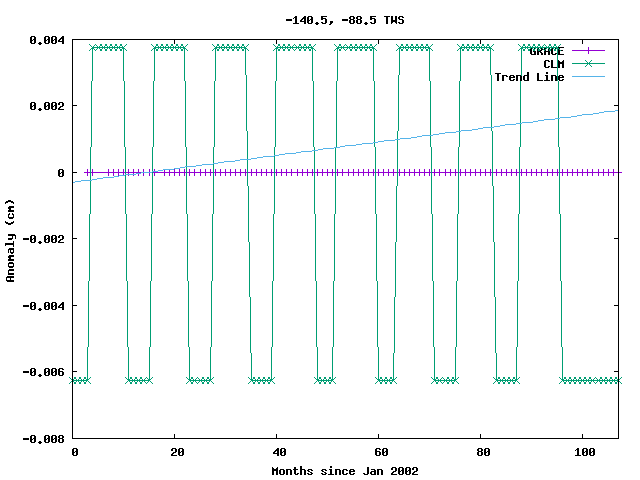 -140.5, -88.5 TWS
GRACE
CLM
Trend Line
0.004
0.002
0
-0.002
-0.004
-0.006
-0.008
Anomaly (cm)
0 20 40 60 80 100
Months since Jan 2002